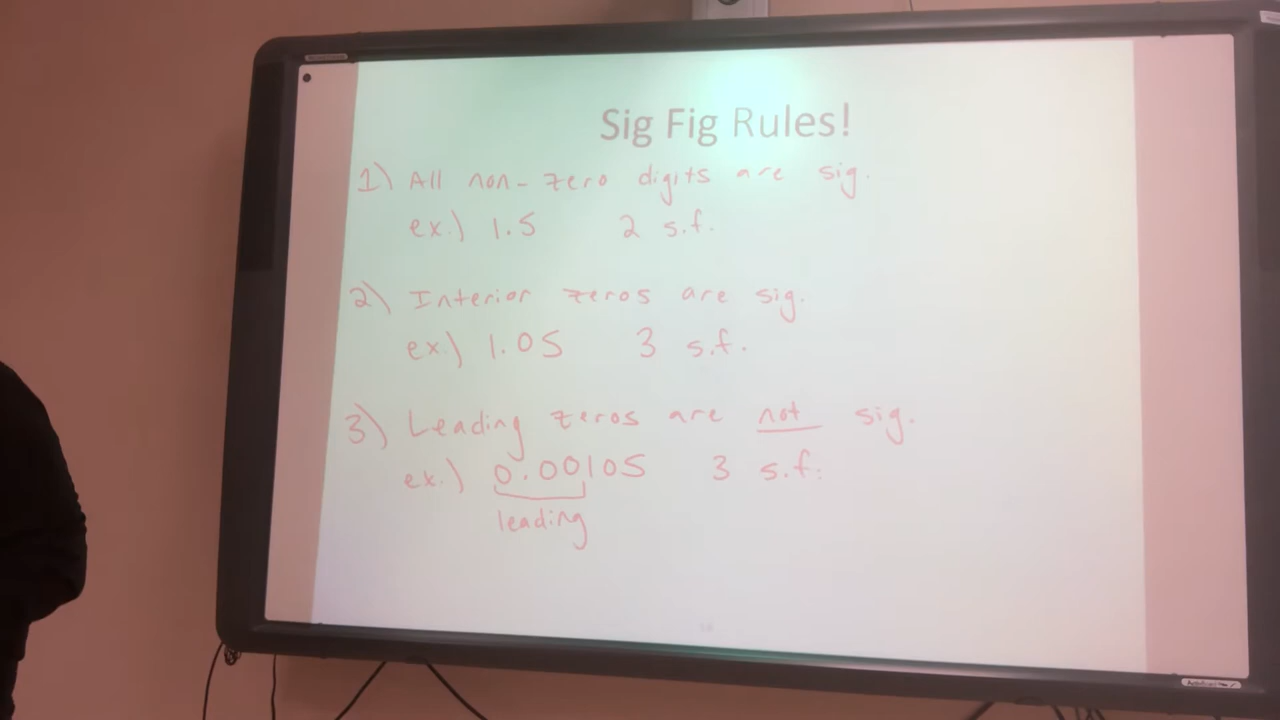 Sig Fig Rules!
1) All non-zero digits are sig.
ex.) 1.5 2 s.f.
2) Interior zeros are sig.
ex.) 1.05 3 s.f.
3) Leading zeros are not sig.
ex.) 0.00105 3 s.f.
leading